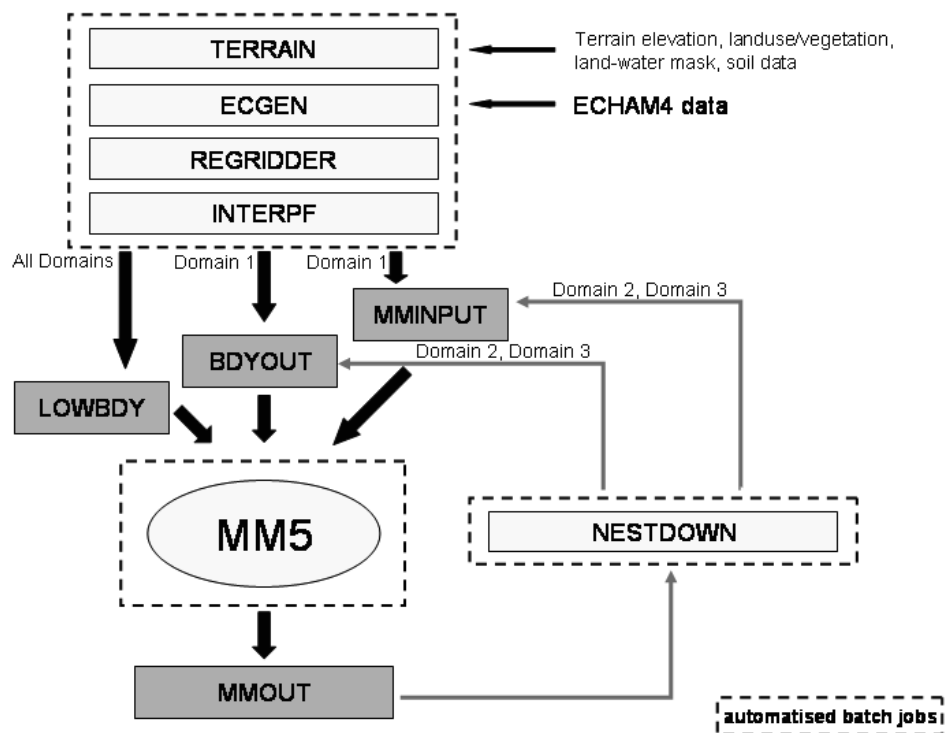 TERRAIN
Terrain elevation, landuse/vegetation,
land-water mask, soil data
ECGEN
ECHAM4 data
REGRIDDER
INTERPF
All Domains
Domain 1
Domain 1
MMINPUT
Domain 2, Domain 3
BDYOUT
Domain 2, Domain 3
LOWBDY
MM5
NESTDOWN
MMOUT
automatised batch jobs